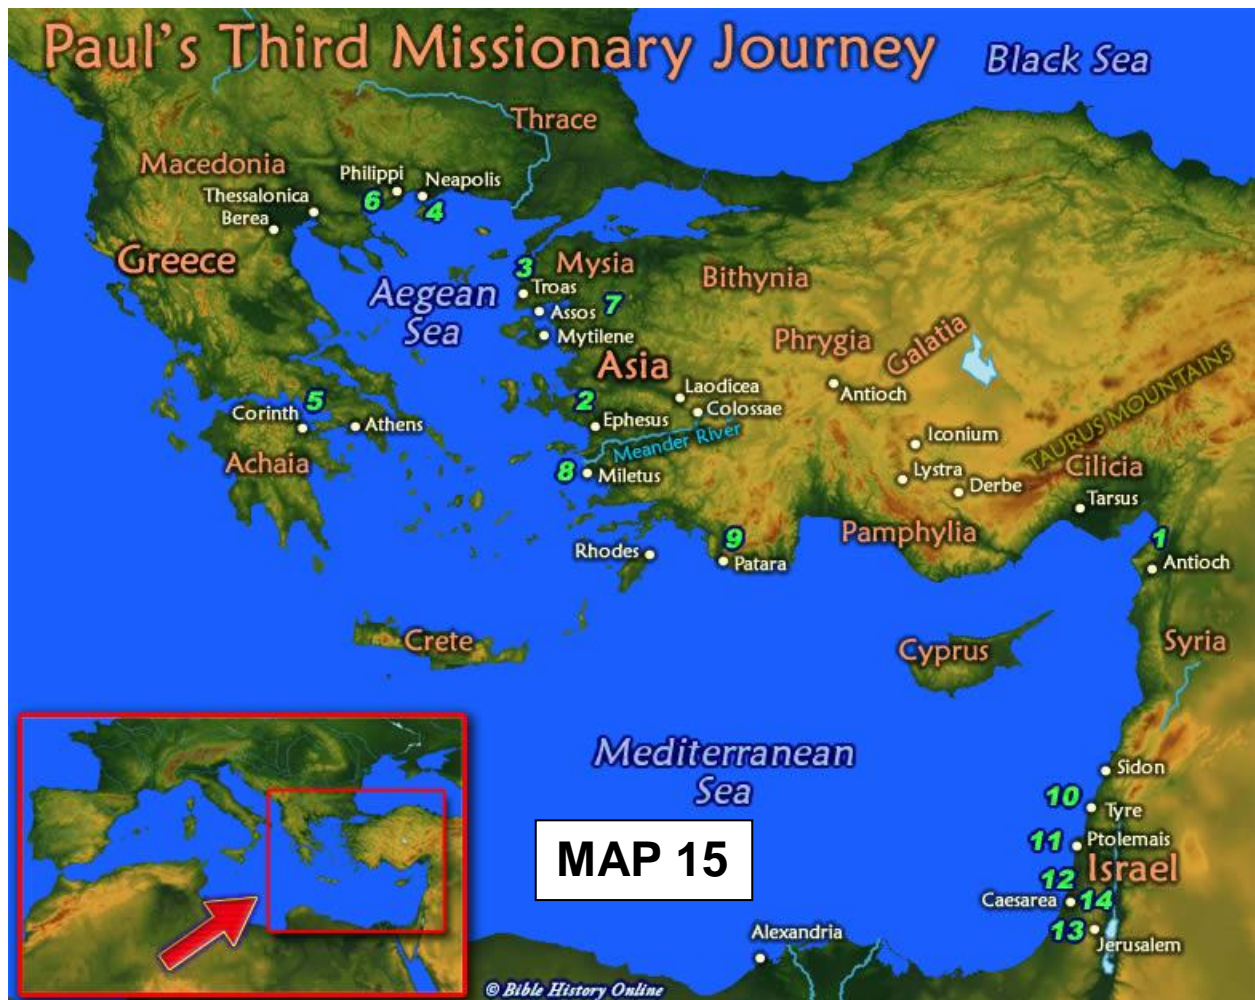 Paul's Third Missionary Journey
Black Sea
Thrace
Macedonia
Philippi
Neapolis
6
4
Thessalonica
Berea
Greece
3
Mysia
Troas
Bithynia
Aegean
Sea
Assos
7
Mytilene
Phrygia
Galatia
Asia
Laodicea
Antioch
TAURUS MOUNTAINS
5
2
Colossae
Corinth
Athens
Ephesus
Meander River
Iconium
Achaia
8
Miletus
Lystra
Derbe
Cilicia
Tarsus
Pamphylia
9
1
Rhodes
Patara
Antioch
Crete
Cyprus
Syria
Mediterranean
Sea
Sidon
10
Tyre
11
Ptolemais
MAP 15
Israel
12
Caesarea
14
13
Jerusalem
Alexandria
© Bible History Online